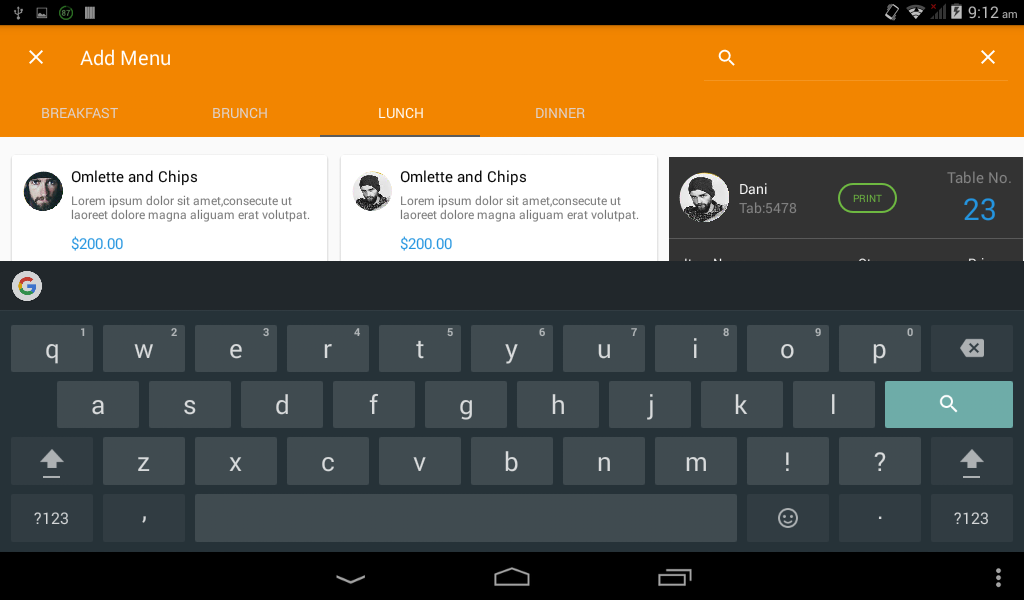 87
9:12 am
Add Menu
BREAKFAST BRUNCH LUNCH DINNER
Omlette and Chips
Lorem ipsum dolor sit amet,consecute ut
laoreet dolore magna aliguam erat volutpat.
$200.00
Omlette and Chips
Lorem ipsum dolor sit amet,consecute ut
laoreet dolore magna aliguam erat volutpat.
$200.00
Dani
Tab:5478
PRINT
Table No.
23
q 1 w 2 e 3 r 4 t 5 y 6 u 7 i 8 o 9 p 0
a s d f g h j k l
z x c v b n m ! ?
?123 , . ?123